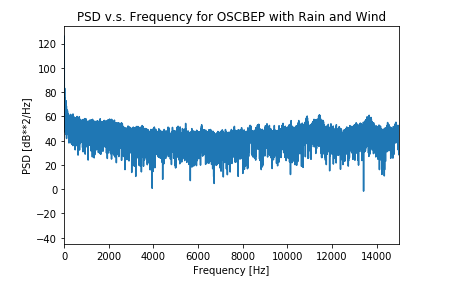 PSD v.s. Frequency for OSCBEP with Rain and Wind
120
100
80
60
40
20
0
−20
−40
PSD [dB**2/Hz]
0 2000 4000 6000 8000 10000 12000 14000
Frequency [Hz]